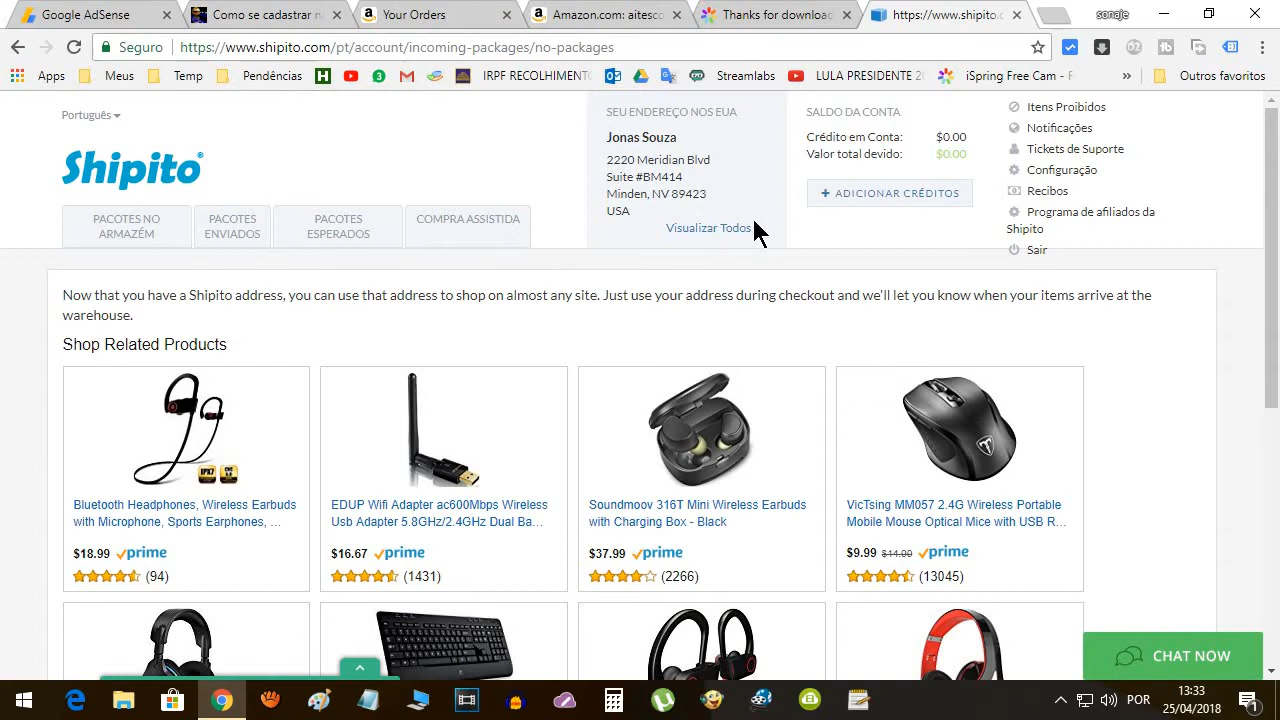 Google AdSense
Como se cadastrar n
Your Orders
Amazon.com: aliesco
Thanks for downloa
https://www.shipito.c
sonaje
Seguro
https://www.shipito.com/pt/account/incoming-packages/no-packages
Apps
Meus
Temp
Pendências
IRPF RECOLHIMENT
Streamlabs
LULA PRESIDENTE 2
iSpring Free Cam - F
»
Outros favoritos
Português
Shipito®
SEU ENDEREÇO NOS EUA
Jonas Souza
2220 Meridian Blvd
Suite #BM414
Minden, NV 89423
USA
Visualizar Todos
SALDO DA CONTA
Crédito em Conta: $0.00
Valor total devido: $0.00
+ ADICIONAR CRÉDITOS
Itens Proibidos
Notificações
Tickets de Suporte
Configuração
Recibos
Programa de afiliados da
Shipito
Sair
PACOTES NO
ARMAZÉM
PACOTES
ENVIADOS
PACOTES
ESPERADOS
COMPRA ASSISTIDA
Now that you have a Shipito address, you can use that address to shop on almost any site. Just use your address during checkout and we'll let you know when your items arrive at the
warehouse.
Shop Related Products
IPX7
Bluetooth Headphones, Wireless Earbuds
with Microphone, Sports Earphones, ...
$18.99 prime
(94)
EDUP Wifi Adapter ac600Mbps Wireless
Usb Adapter 5.8GHz/2.4GHz Dual Ba...
$16.67 prime
(1431)
Soundmoov 316T Mini Wireless Earbuds
with Charging Box - Black
$37.99 prime
(2266)
VicTsing MM057 2.4G Wireless Portable
Mobile Mouse Optical Mice with USB R...
$9.99 $14.00 prime
(13045)
CHAT NOW
POR
13:33
25/04/2018
1